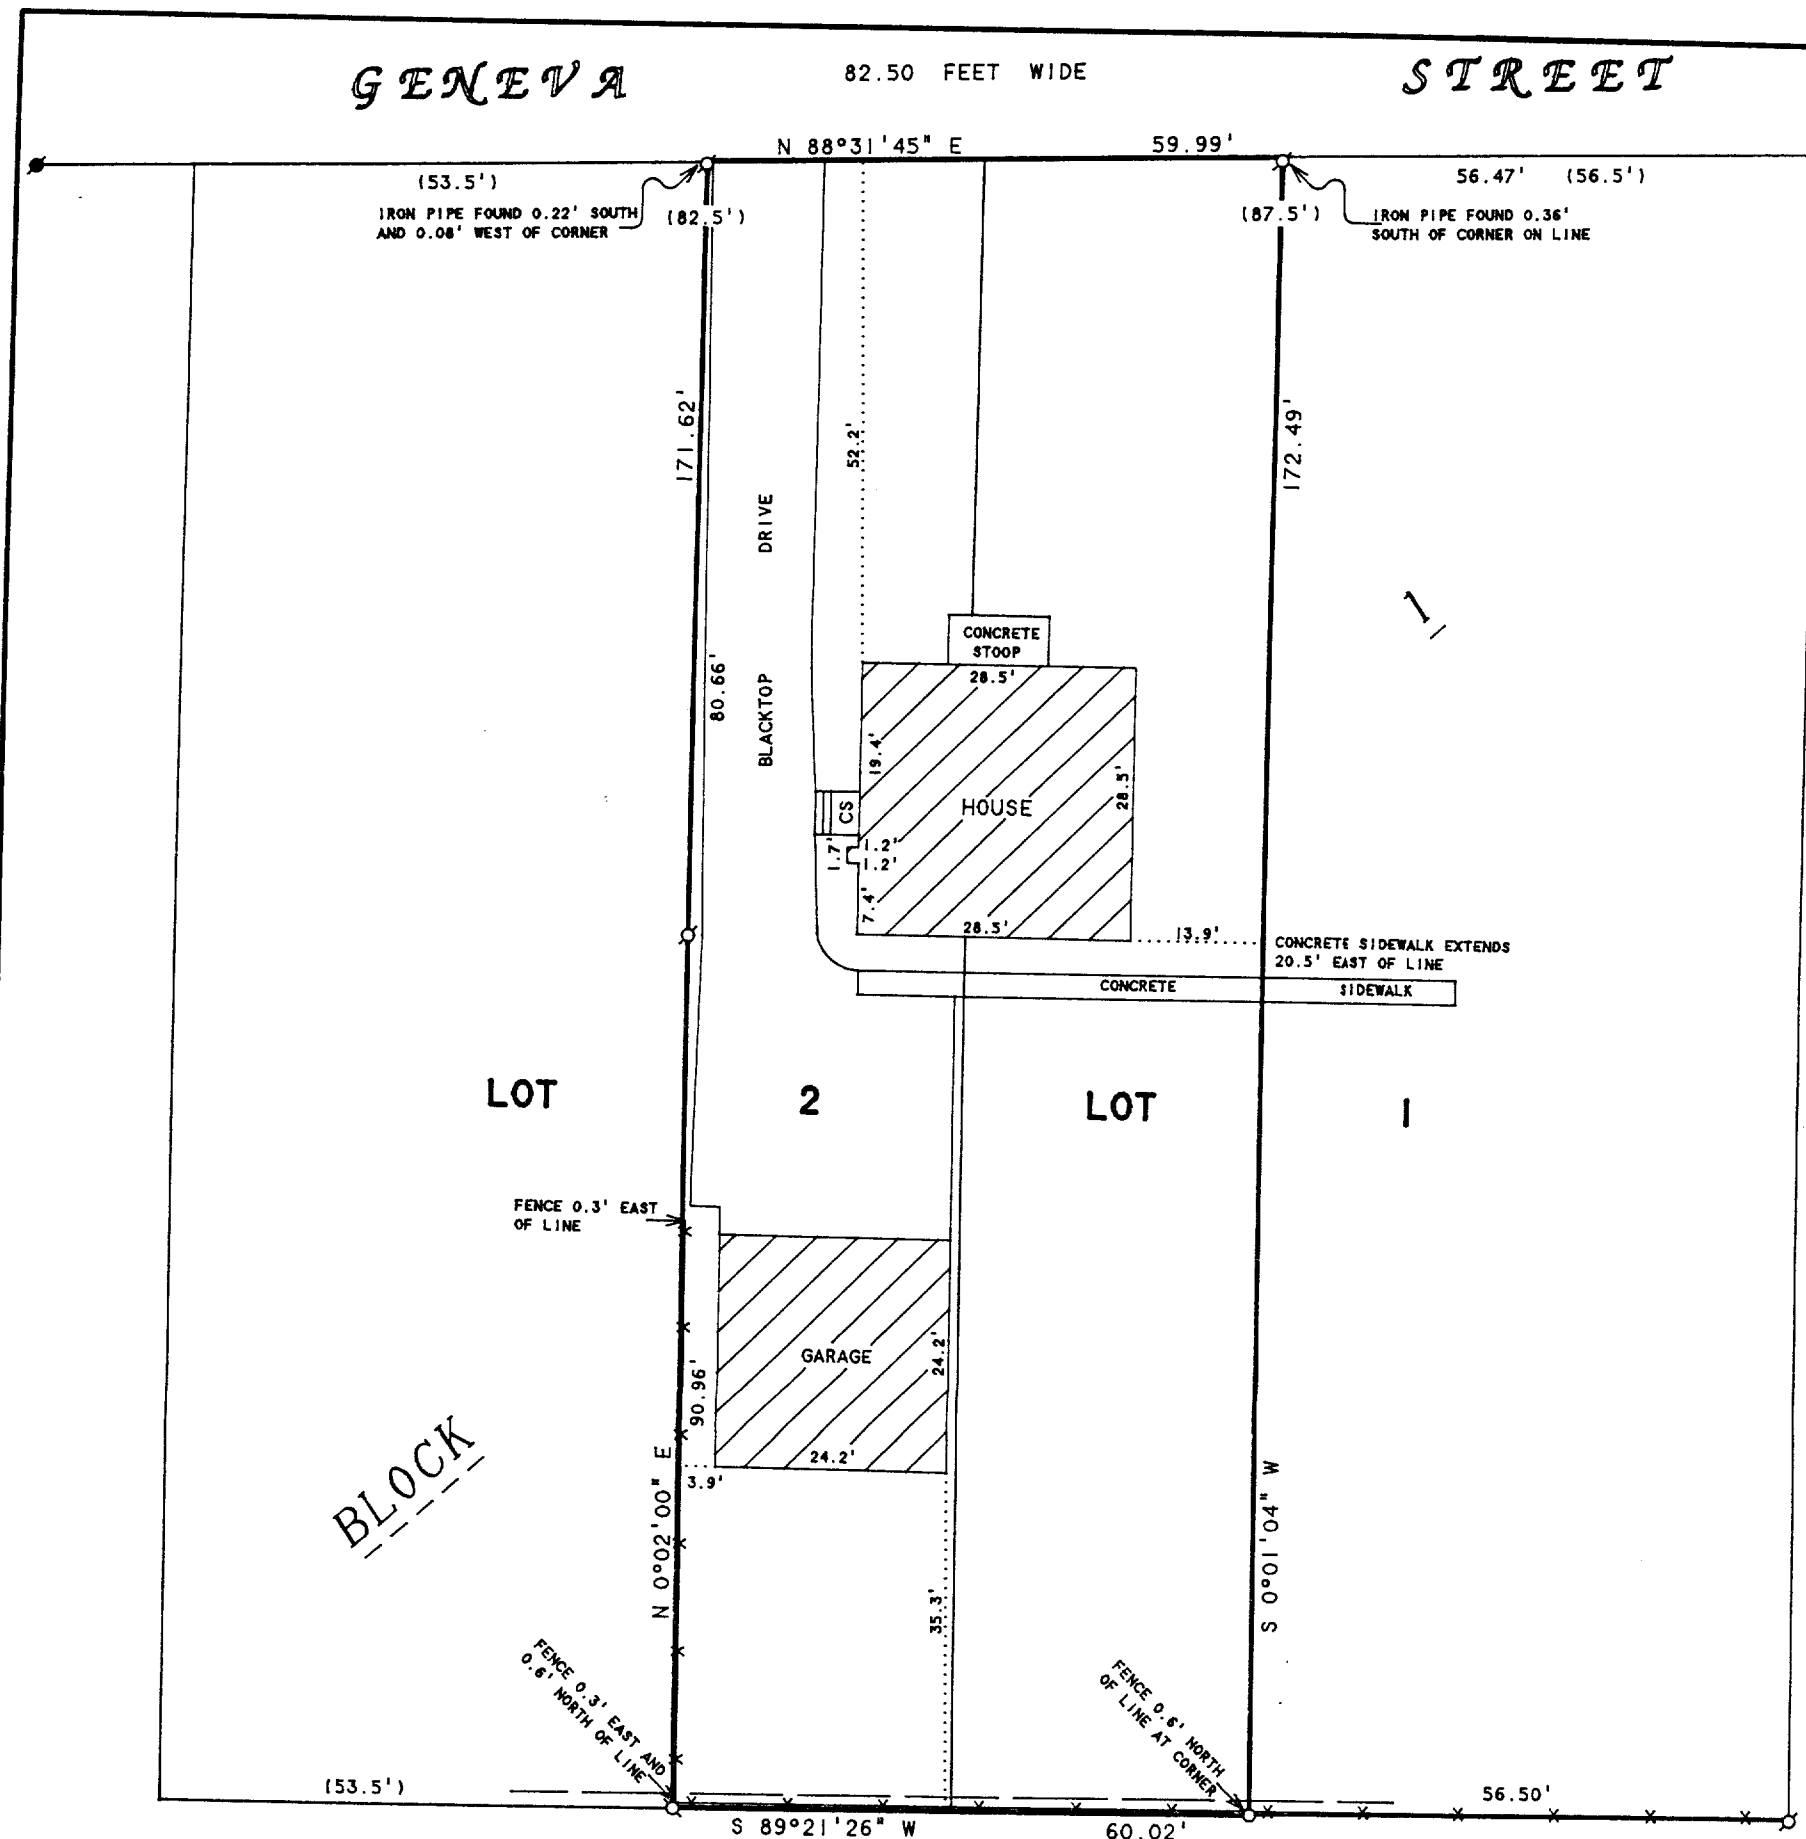 GENEVA 82.50 FEET WIDE STREET
N 88°31'45" E 59.99'
(53.5')
56.47' (56.5')
IRON PIPE FOUND 0.22' SOUTH
AND 0.08' WEST OF CORNER
(82.5')
(87.5')
IRON PIPE FOUND 0.36'
SOUTH OF CORNER ON LINE
171.62'
52.2'
172.49'
BLACKTOP DRIVE
80.66'
1
CONCRETE
STOOP
28.5'
19.4'
28.5'
HOUSE
CS
1.7'
1.2'
1.2'
7.4'
28.5'
13.9'
CONCRETE SIDEWALK EXTENDS
20.5' EAST OF LINE
CONCRETE SIDEWALK
LOT 2 LOT 1
FENCE 0.3' EAST
OF LINE
GARAGE
24.2'
90.96'
24.2'
3.9'
BLOCK
N 0°02'00" E
S 0°01'04" W
35.3'
FENCE 0.3' EAST AND
0.6' NORTH OF LINE
FENCE 0.6' NORTH
OF LINE AT CORNER
(53.5')
56.50'
S 89°21'26" W 60.02'